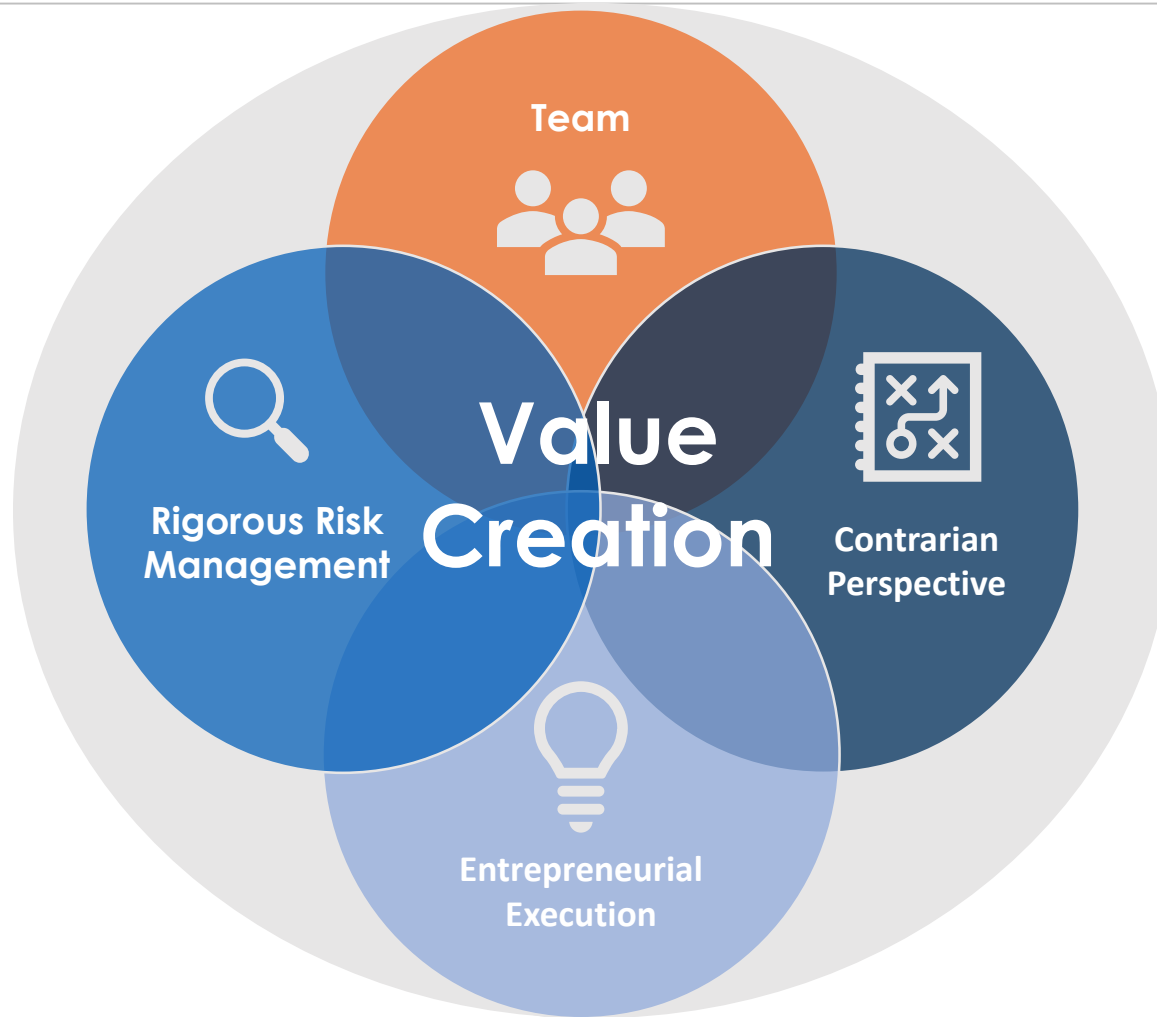 Team
Value
Creation
Rigorous Risk
Management
Contrarian
Perspective
Entrepreneurial
Execution